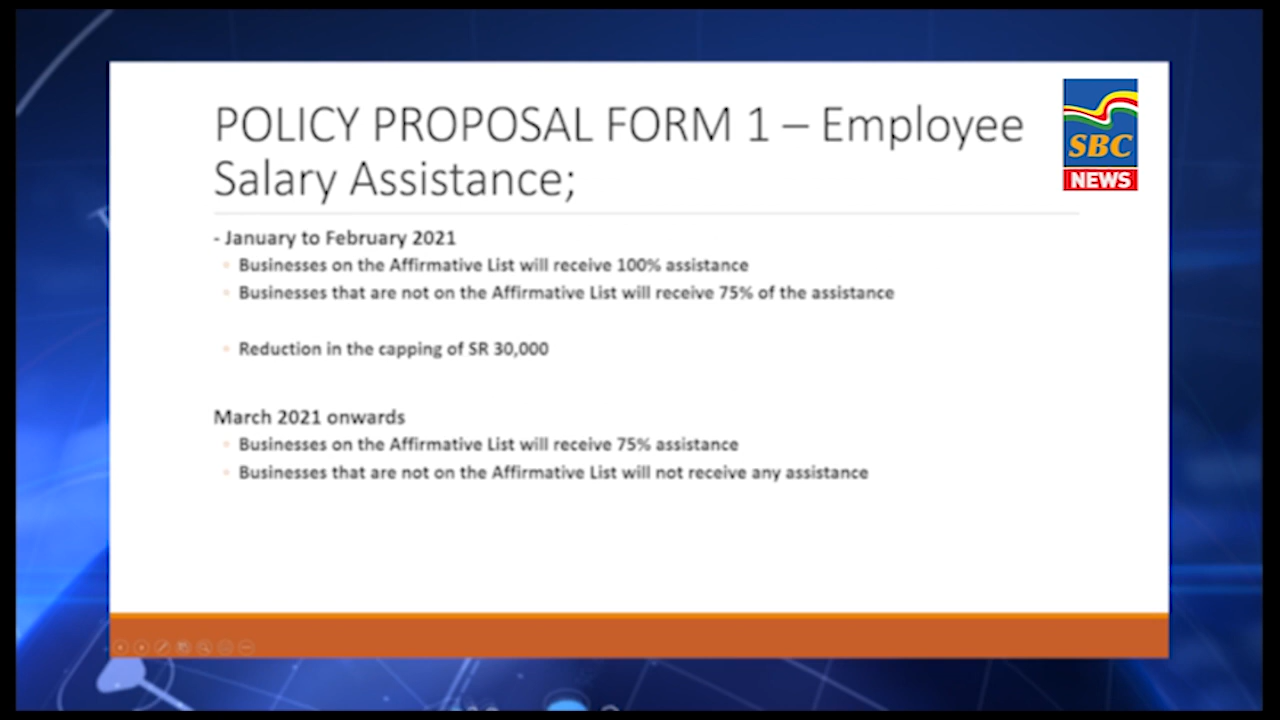 POLICY PROPOSAL FORM 1 – Employee
Salary Assistance;
SBC
NEWS
- January to February 2021
Businesses on the Affirmative List will receive 100% assistance
Businesses that are not on the Affirmative List will receive 75% of the assistance
Reduction in the capping of SR 30,000
March 2021 onwards
Businesses on the Affirmative List will receive 75% assistance
Businesses that are not on the Affirmative List will not receive any assistance